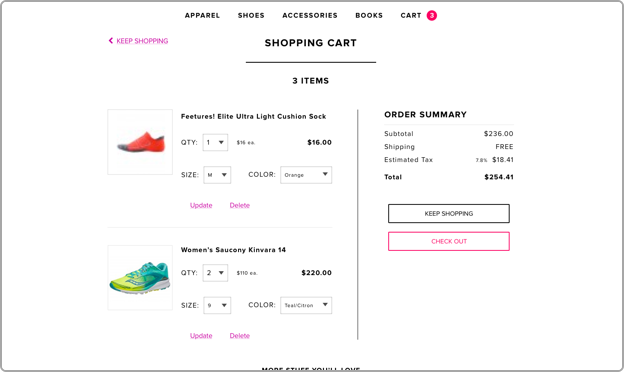 APPAREL SHOES ACCESSORIES BOOKS CART 3
KEEP SHOPPING
SHOPPING CART
3 ITEMS
Feetures! Elite Ultra Light Cushion Sock
QTY: 1 $16 ea. $16.00
SIZE: M COLOR: Orange
Update Delete
Women's Saucony Kinvara 14
QTY: 2 $110 ea. $220.00
SIZE: 9 COLOR: Teal/Citron
Update Delete
ORDER SUMMARY
Subtotal $236.00
Shipping FREE
Estimated Tax 7.8% $18.41
Total $254.41
KEEP SHOPPING
CHECK OUT
MORE STUFF YOU'LL LOVE